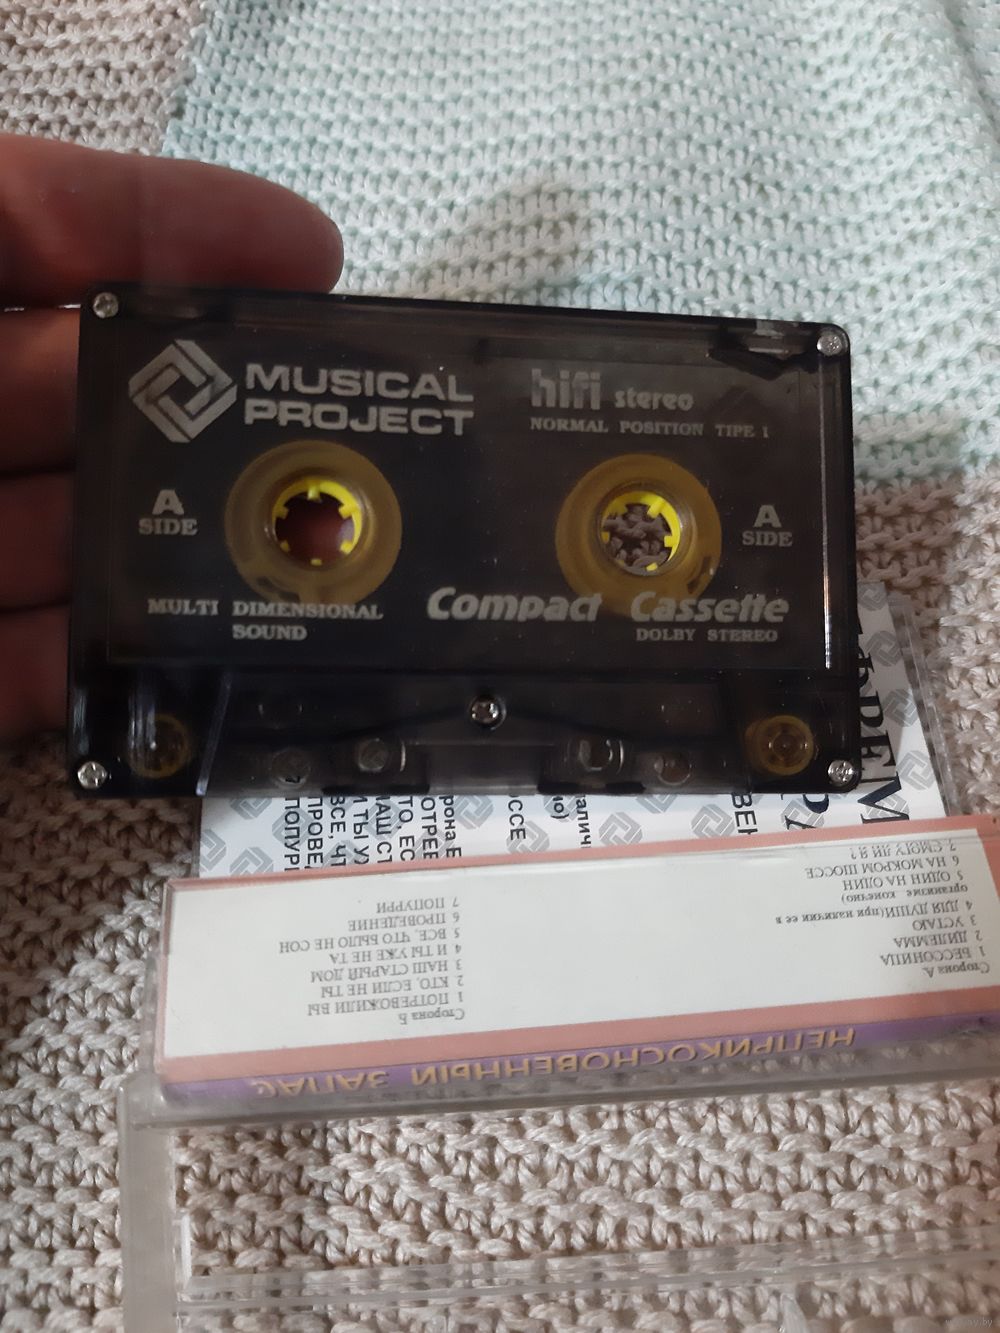 MUSICAL
PROJECT
hifi stereo
NORMAL POSITION TIPE 1
A
SIDE
A
SIDE
MULTI DIMENSIONAL
SOUND
Compact Cassette
DOLBY STEREO
НЕПРИКОСНОВЕННЫЙ ЗАПАС
Сторона А
1 БЕССОННИЦА
2 ДИЛЕММА
3 УСТАЮ
4 ДЛЯ ДУШИ(при наличии ее в
организме, конечно)
5 ОДИН НА ОДИН
6 НА МОКРОМ ШОССЕ
7 СМОГУ ЛИ Я?
Сторона Б
1 ПОТРЕВОЖИЛИ ВЫ
2 КТО, ЕСЛИ НЕ ТЫ
3 НАШ СТАРЫЙ ДОМ
4 И ТЫ УЖЕ НЕ ТА
5 ВСЕ, ЧТО БЫЛО НЕ СОН
6 ПРОВЕДЕНИЕ
7 ПОПУРРИ